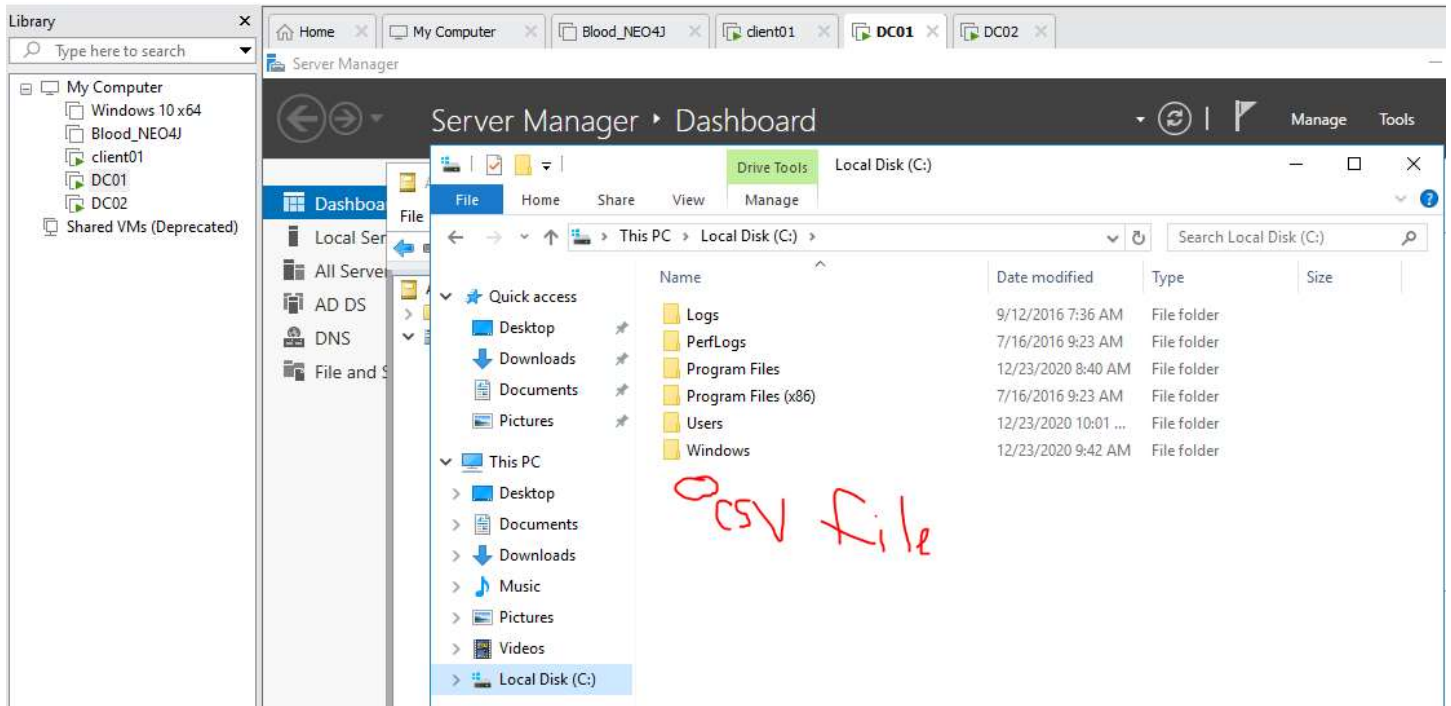 Library
Type here to search
My Computer
Windows 10 x64
Blood_NEO4J
client01
DC01
DC02
Shared VMs (Deprecated)
Home
My Computer
Blood_NEO4J
client01
DC01
DC02
Server Manager
Server Manager Dashboard
Manage Tools
Dashboa
Local Ser
All Server
AD DS
DNS
File and S
File
Drive Tools Local Disk (C:)
File Home Share View Manage
This PC Local Disk (C:)
Search Local Disk (C:)
Quick access
Desktop
Downloads
Documents
Pictures
This PC
Desktop
Documents
Downloads
Music
Pictures
Videos
Local Disk (C:)
Name Date modified Type Size
Logs 9/12/2016 7:36 AM File folder
PerfLogs 7/16/2016 9:23 AM File folder
Program Files 12/23/2020 8:40 AM File folder
Program Files (x86) 7/16/2016 9:23 AM File folder
Users 12/23/2020 10:01 ... File folder
Windows 12/23/2020 9:42 AM File folder
CSV File